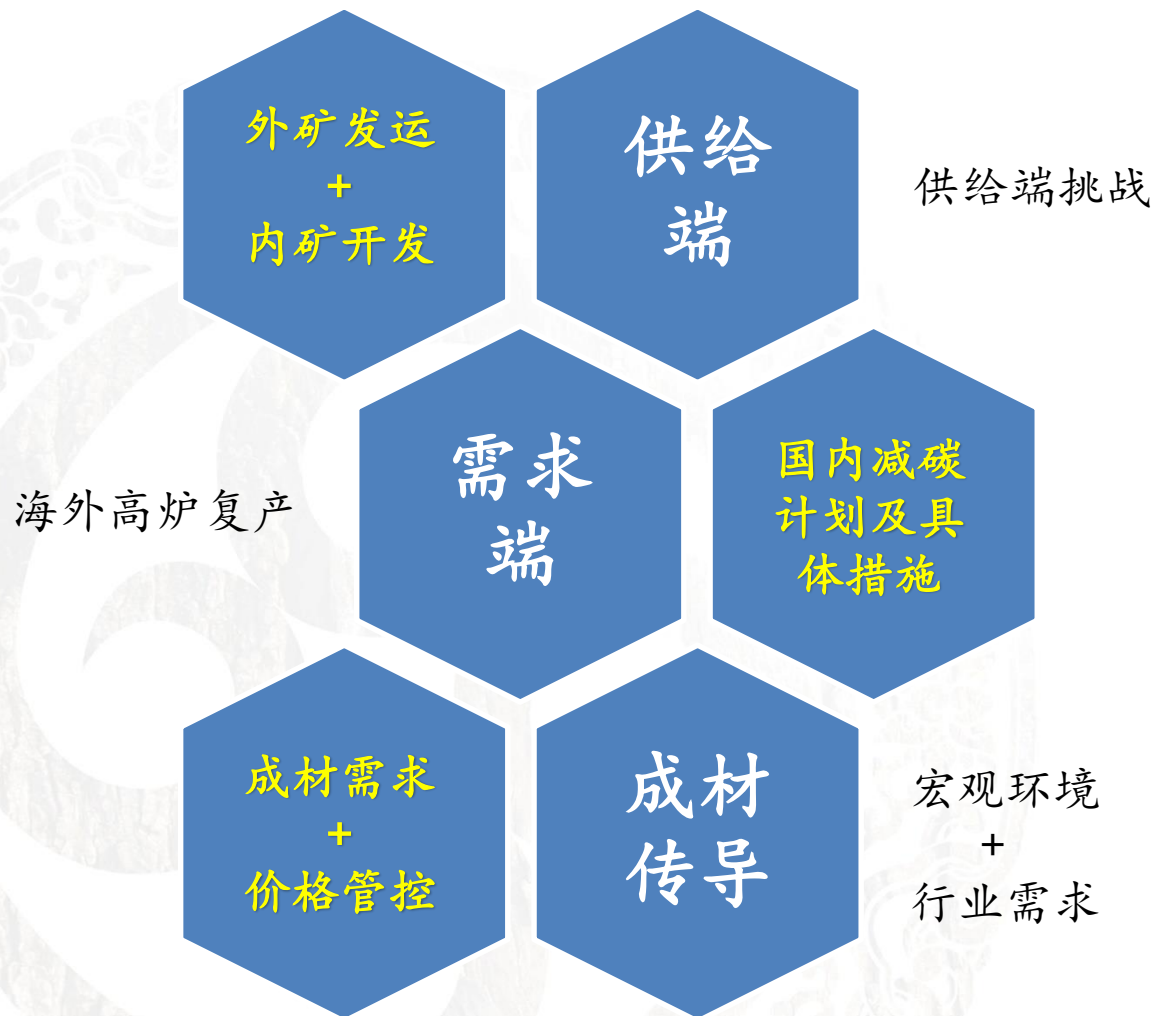 外矿发运
+
内矿开发
供给
端
供给端挑战
海外高炉复产
需求
端
国内减碳
计划及具
体措施
成材需求
+
价格管控
成材
传导
宏观环境
+
行业需求